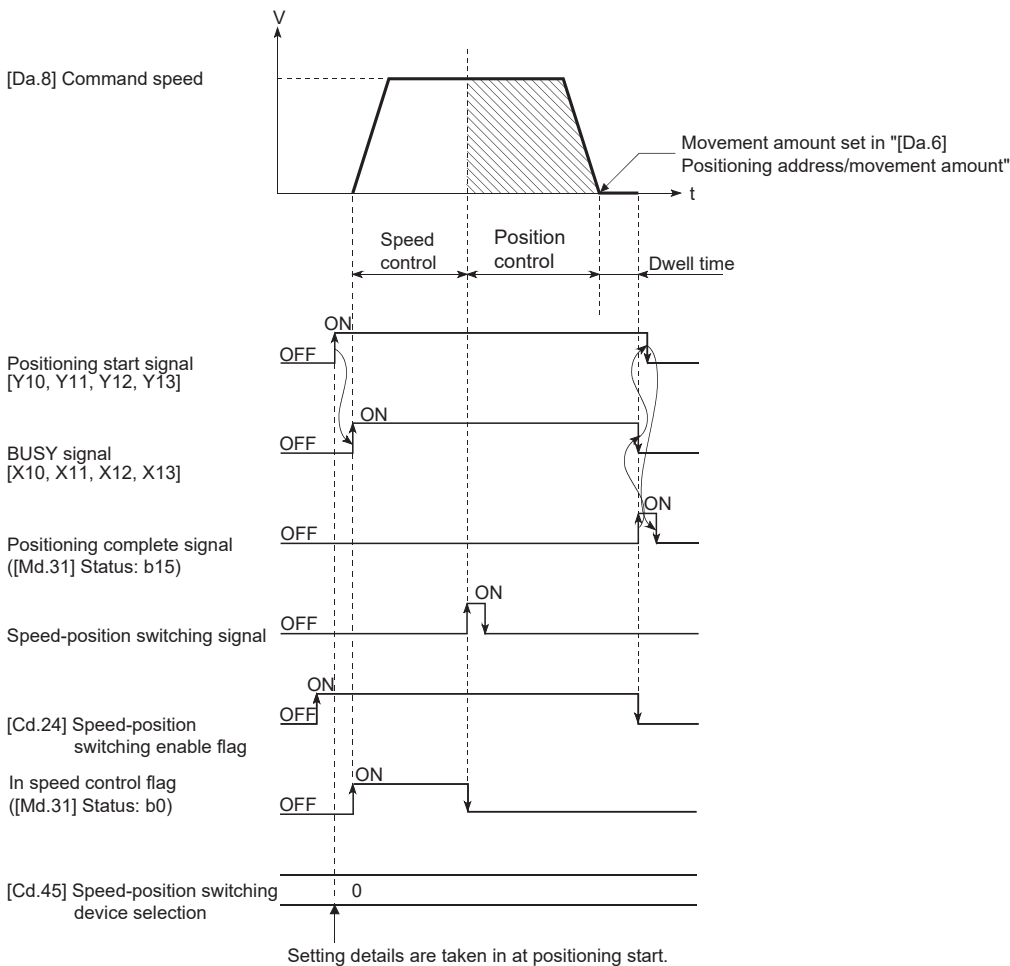 V
[Da.8] Command speed
Movement amount set in "[Da.6]
Positioning address/movement amount"
t
Speed
control
Position
control
Dwell time
ON
OFF
Positioning start signal
[Y10, Y11, Y12, Y13]
ON
OFF
BUSY signal
[X10, X11, X12, X13]
ON
OFF
Positioning complete signal
([Md.31] Status: b15)
ON
OFF
Speed-position switching signal
ON
OFF
[Cd.24] Speed-position
switching enable flag
ON
In speed control flag
([Md.31] Status: b0)
OFF
[Cd.45] Speed-position switching
device selection
0
Setting details are taken in at positioning start.